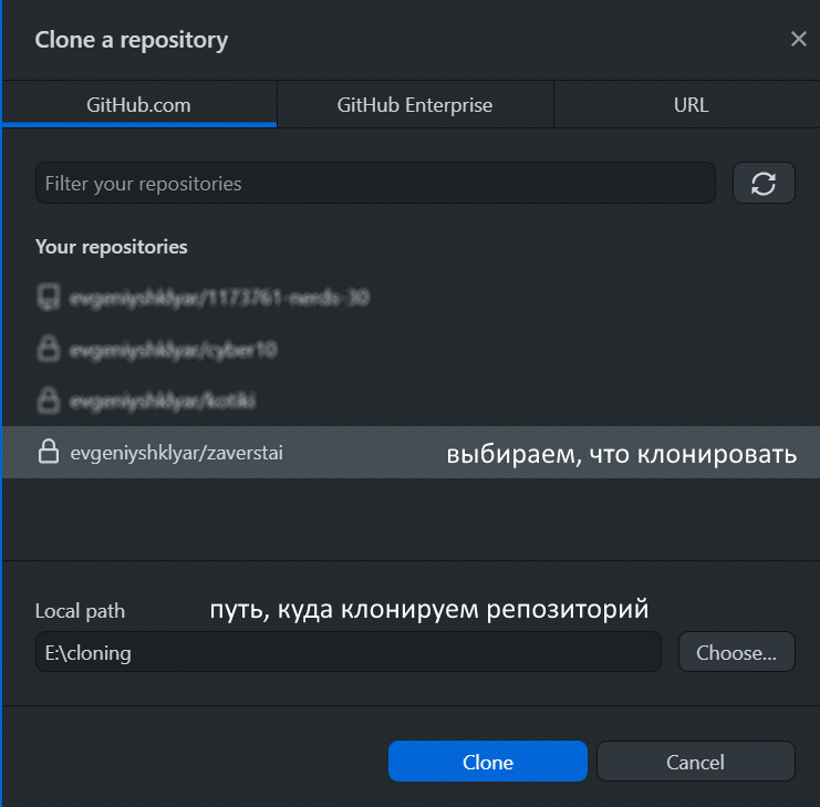 Clone a repository
GitHub.com
GitHub Enterprise
URL
Filter your repositories
Your repositories
evgeniyshklyar/1173761-nerds-30
evgeniyshklyar/cyber10
evgeniyshklyar/kotiki
evgeniyshklyar/zaverstai
выбираем, что клонировать
Local path
путь, куда клонируем репозиторий
E:\cloning
Choose...
Clone
Cancel